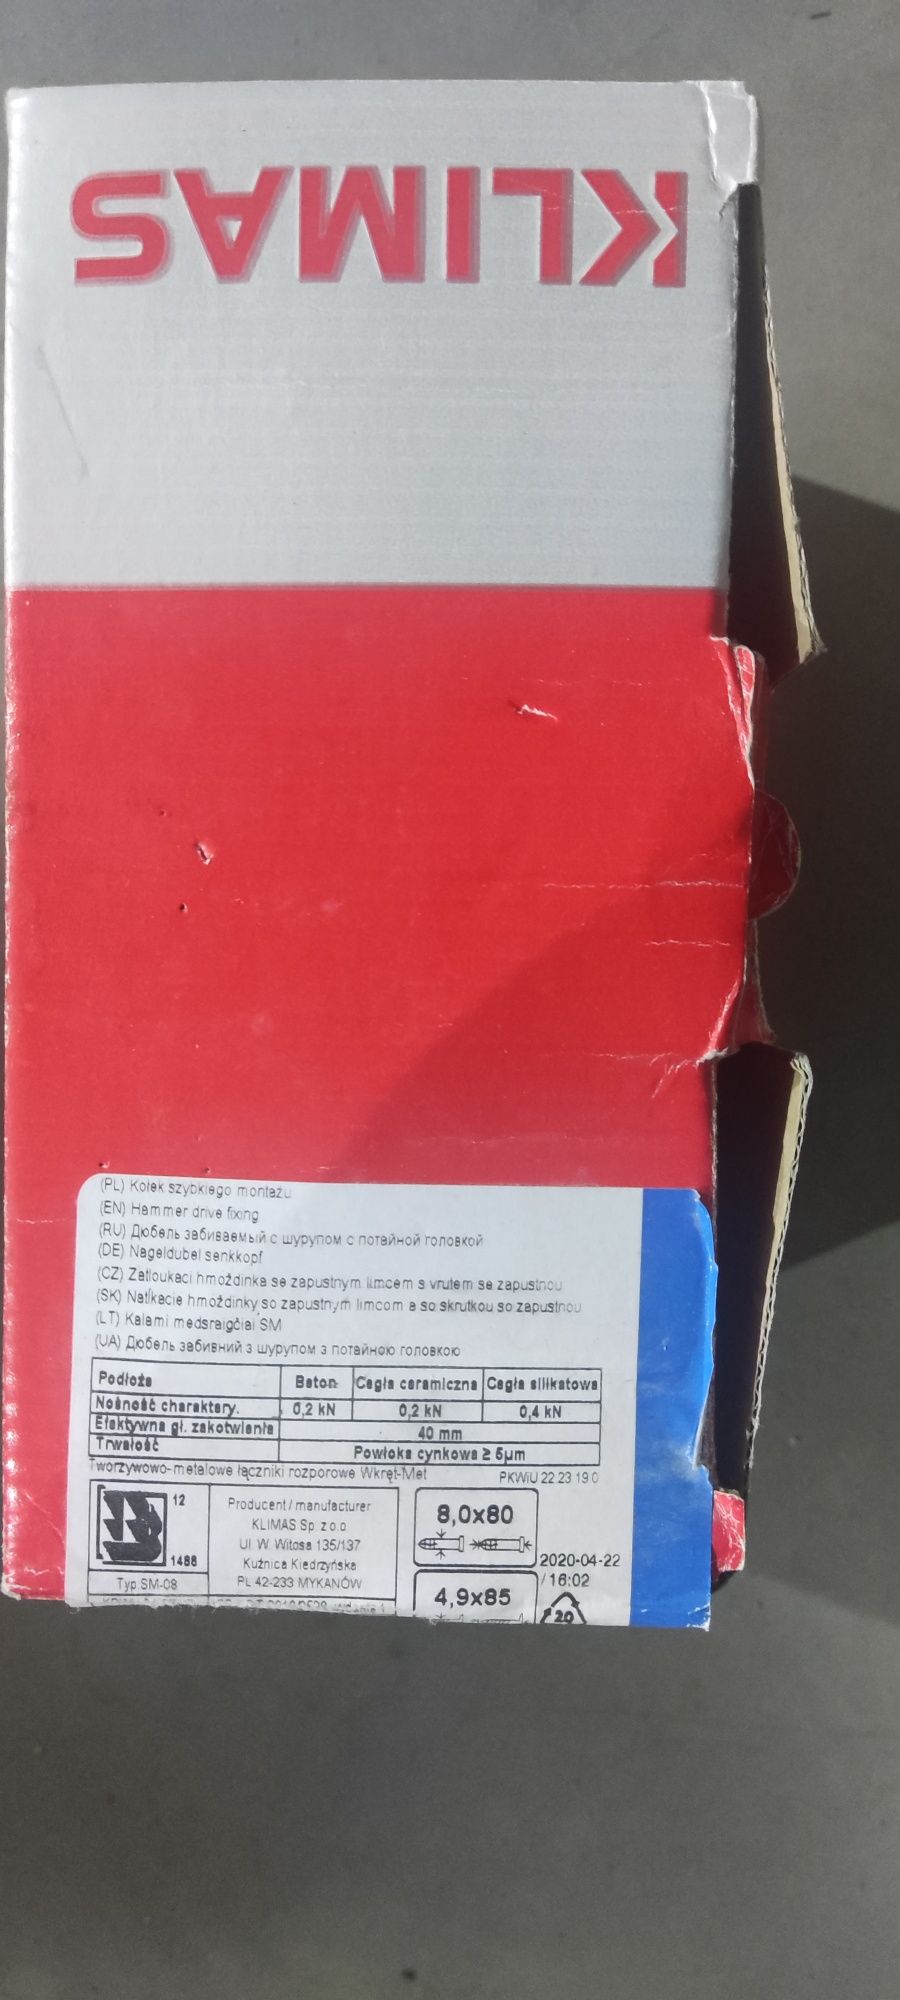 KLIMAS
(PL) Kołek szybkiego montażu
(EN) Hammer drive fixing
(RU) Дюбель забиваемый с шурупом с потайной головкой
(DE) Nageldubel senkkopf
(CZ) Zatloukaci hmoždinka se zapustnym limcem s vrutem se zapustnou
(SK) Natĺkacie hmoždinky so zapustnym limcom a so skrutkou so zapustnou
(LT) Kalami medsraigčiai SM
(UA) Дюбель забивний з шурупом з потайною головкою
Podłoże Beton Cegła ceramiczna Cegła silikatowa
Nośność charaktery. 0,2 kN 0,2 kN 0,4 kN
Efektywna gł. zakotwienia 40 mm
Trwałość Powłoka cynkowa ≥ 5µm
Tworzywowo-metalowe łączniki rozporowe Wkręt-Met PKWiU 22 23 19 0
12
1488
Typ SM-08
Producent / manufacturer
KLIMAS Sp. z o.o
Ul. W. Witosa 135/137
Kuźnica Kiedrzyńska
PL 42-233 MYKANÓW
8,0x80
4,9x85
2020-04-22
/ 16:02
20